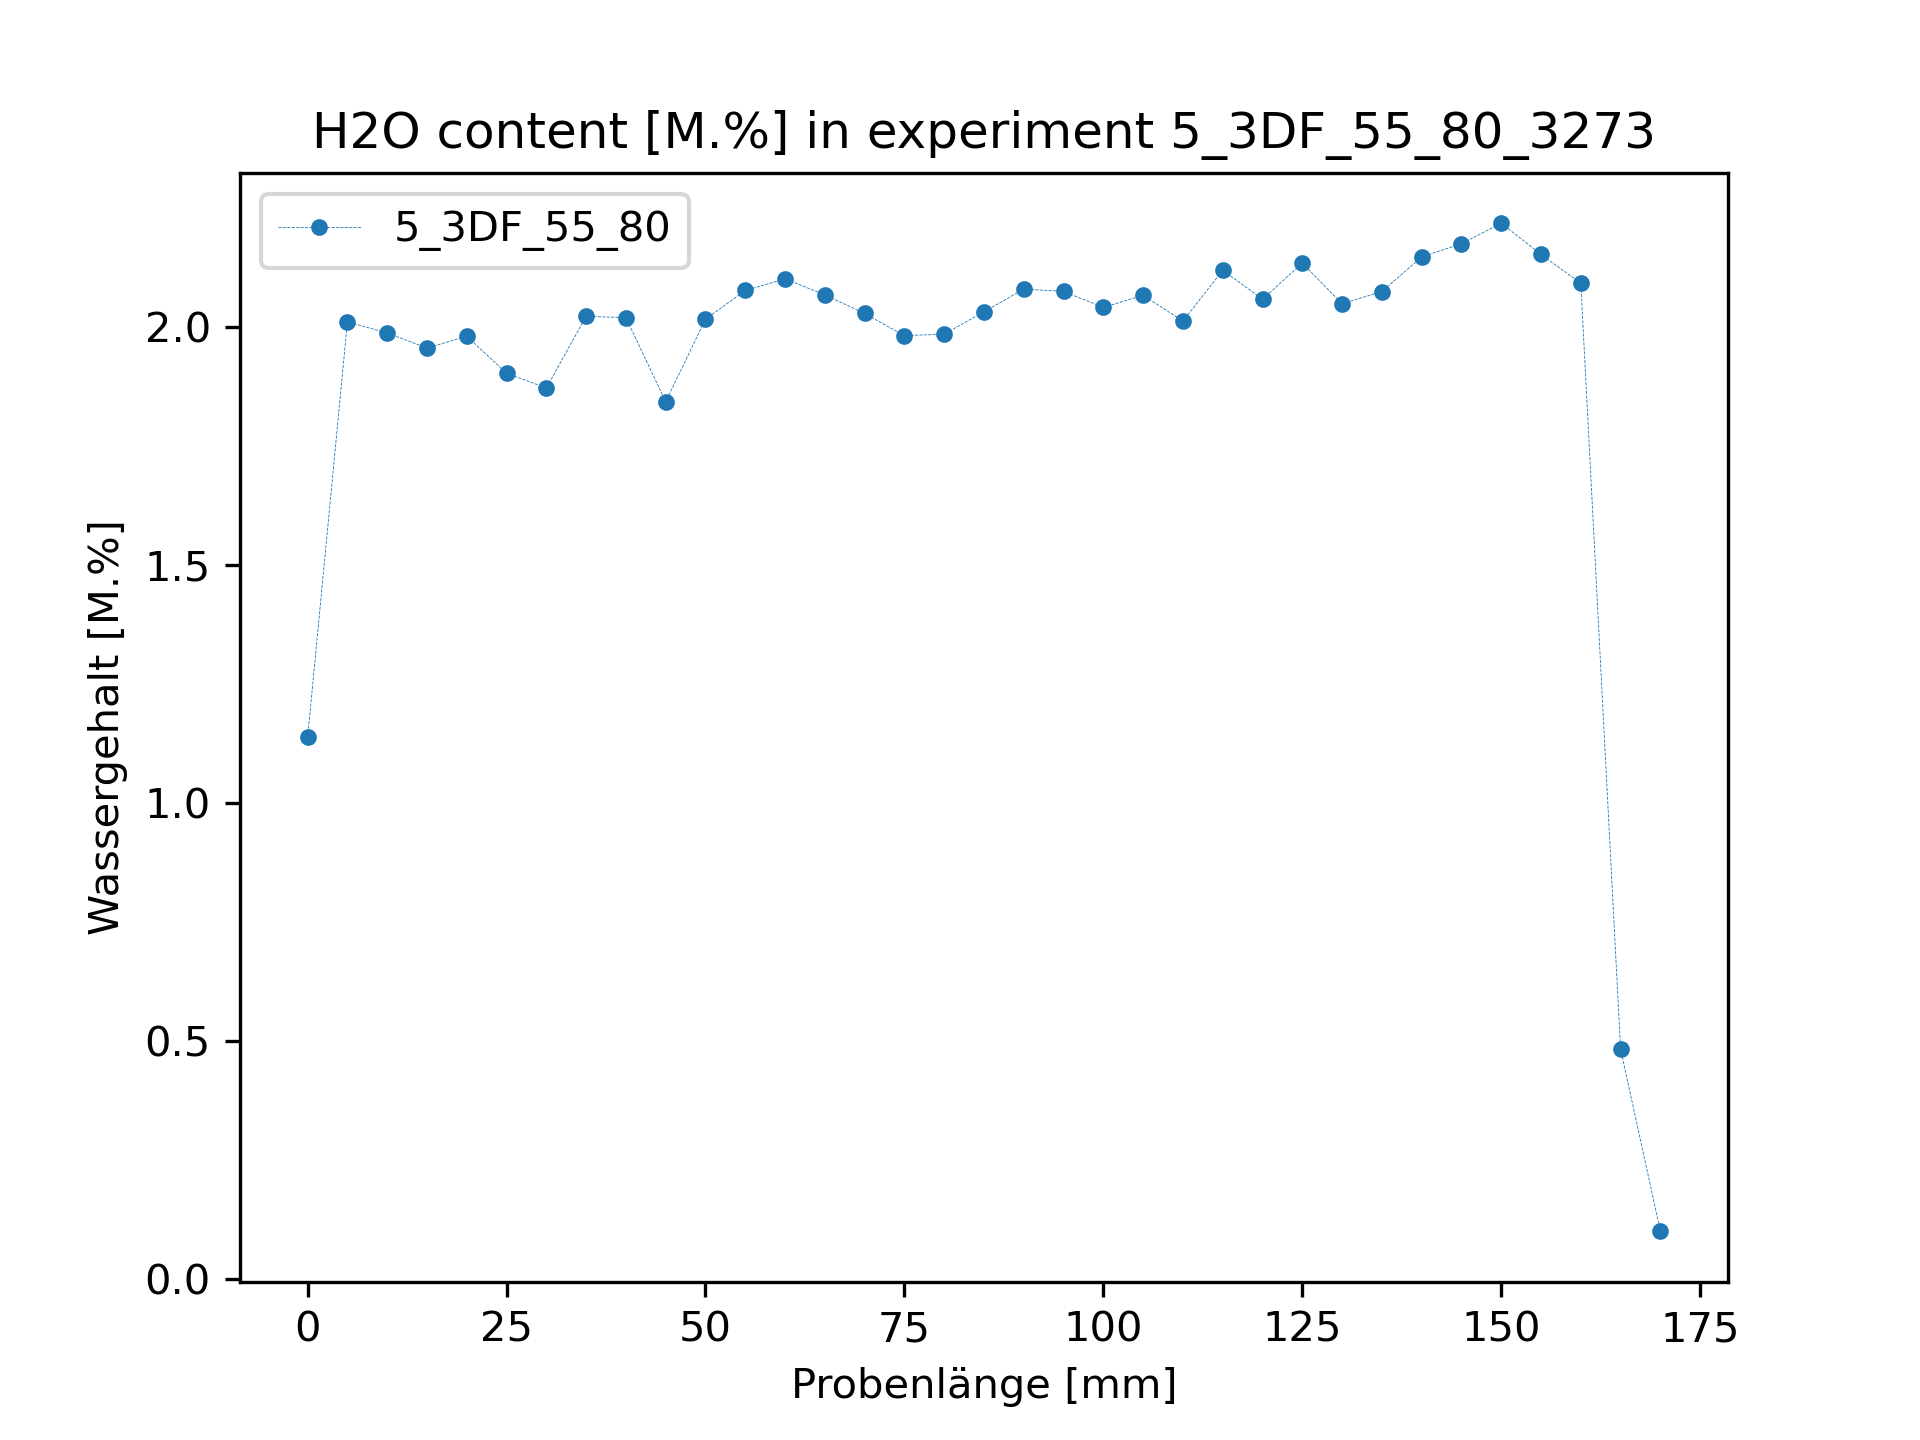 H2O content [M.%] in experiment 5_3DF_55_80_3273
5_3DF_55_80
Wassergehalt [M.%]
2.0
1.5
1.0
0.5
0.0
0 25 50 75 100 125 150 175
Probenlänge [mm]